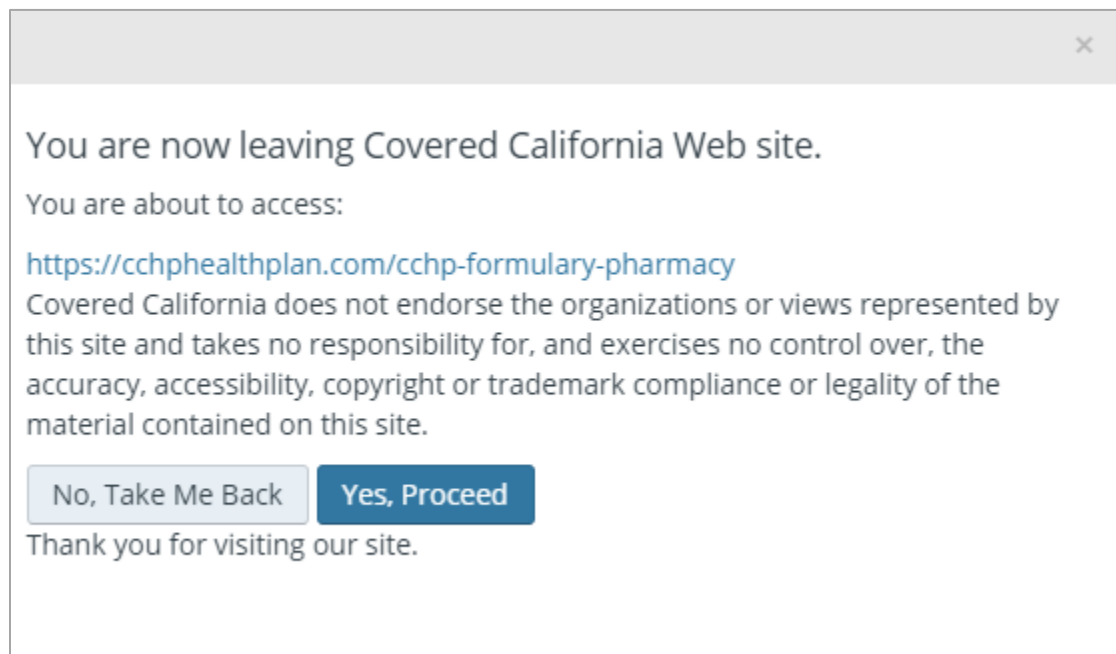 ×
You are now leaving Covered California Web site.
You are about to access:
https://cchphealthplan.com/cchp-formulary-pharmacy
Covered California does not endorse the organizations or views represented by
this site and takes no responsibility for, and exercises no control over, the
accuracy, accessibility, copyright or trademark compliance or legality of the
material contained on this site.
No, Take Me Back Yes, Proceed
Thank you for visiting our site.